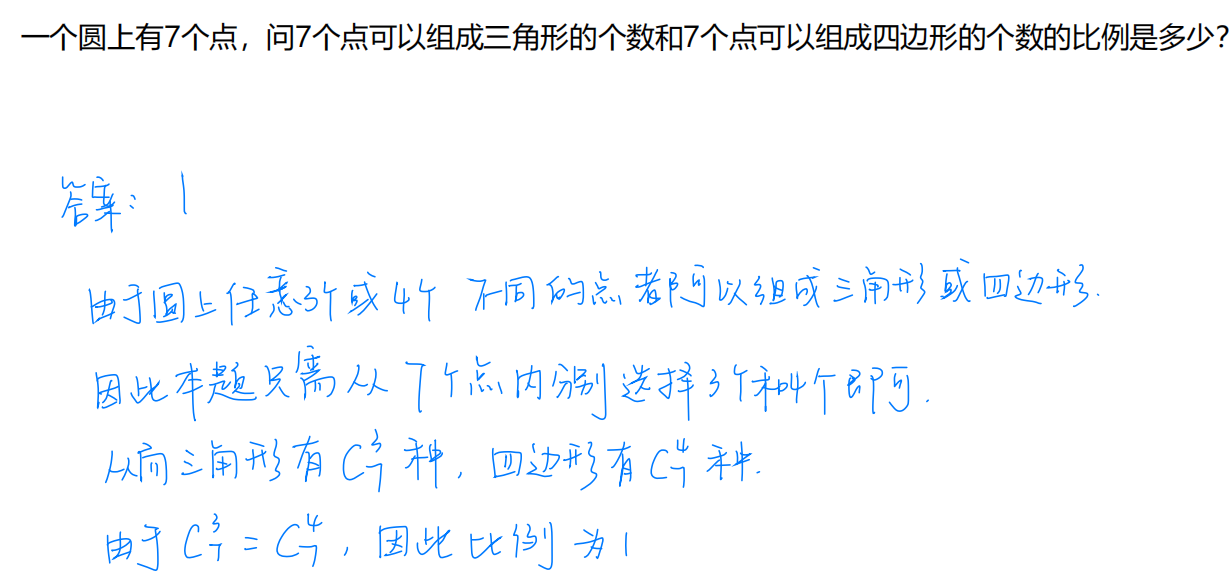 一个圆上有7个点，问7个点可以组成三角形的个数和7个点可以组成四边形的个数的比例是多少？
答案：1
由于圆上任意3个或4个 不同的点都可以组成三角形或四边形.
因此本题只需从7个点内分别选择3个和4个即可.
从而三角形有C₇³种，四边形有C₇⁴种.
由于C₇³=C₇⁴，因此比例为1